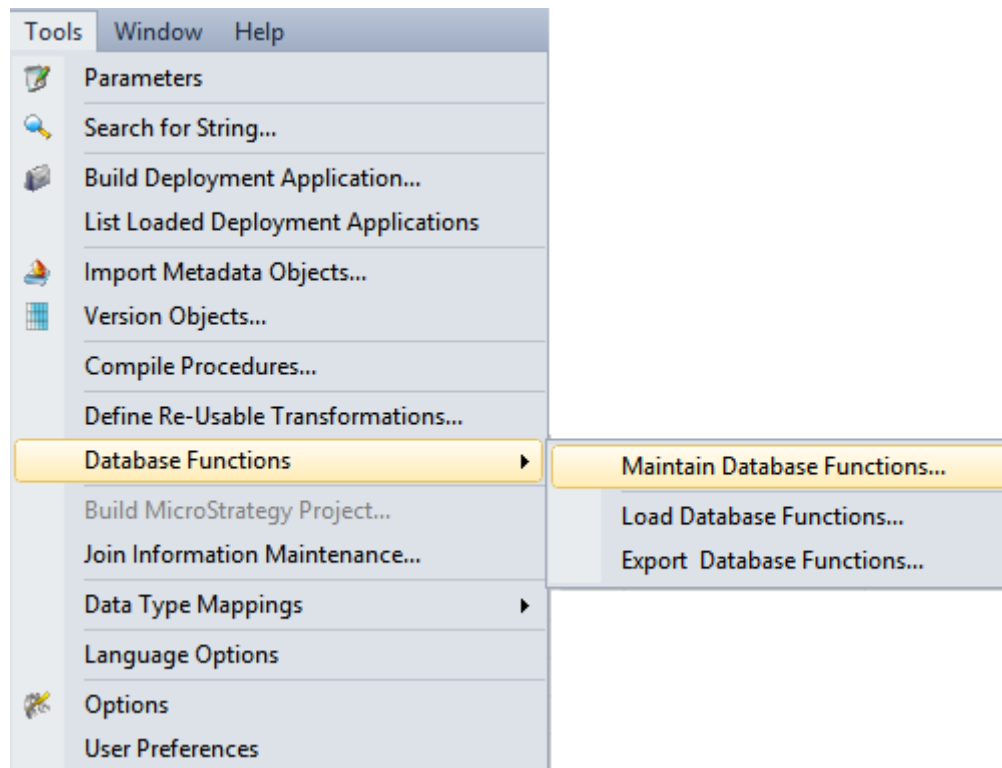 Tools Window Help
Parameters
Search for String...
Build Deployment Application...
List Loaded Deployment Applications
Import Metadata Objects...
Version Objects...
Compile Procedures...
Define Re-Usable Transformations...
Database Functions
Maintain Database Functions...
Build MicroStrategy Project...
Load Database Functions...
Join Information Maintenance...
Export  Database Functions...
Data Type Mappings
Language Options
Options
User Preferences